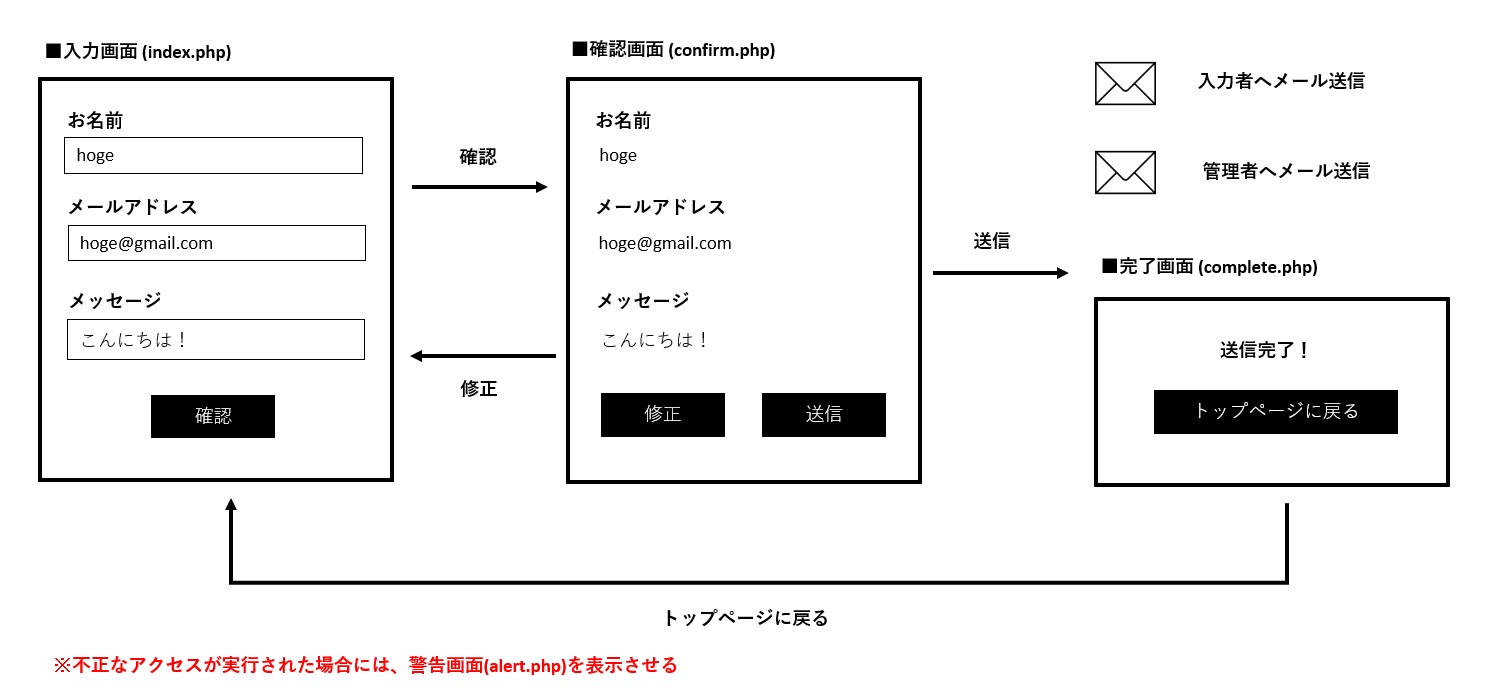 ■入力画面 (index.php)
お名前
hoge
メールアドレス
hoge@gmail.com
メッセージ
こんにちは！
確認
確認
修正
■確認画面 (confirm.php)
お名前
hoge
メールアドレス
hoge@gmail.com
メッセージ
こんにちは！
修正
送信
送信
入力者へメール送信
管理者へメール送信
■完了画面 (complete.php)
送信完了！
トップページに戻る
トップページに戻る
※不正なアクセスが実行された場合には、警告画面(alert.php)を表示させる